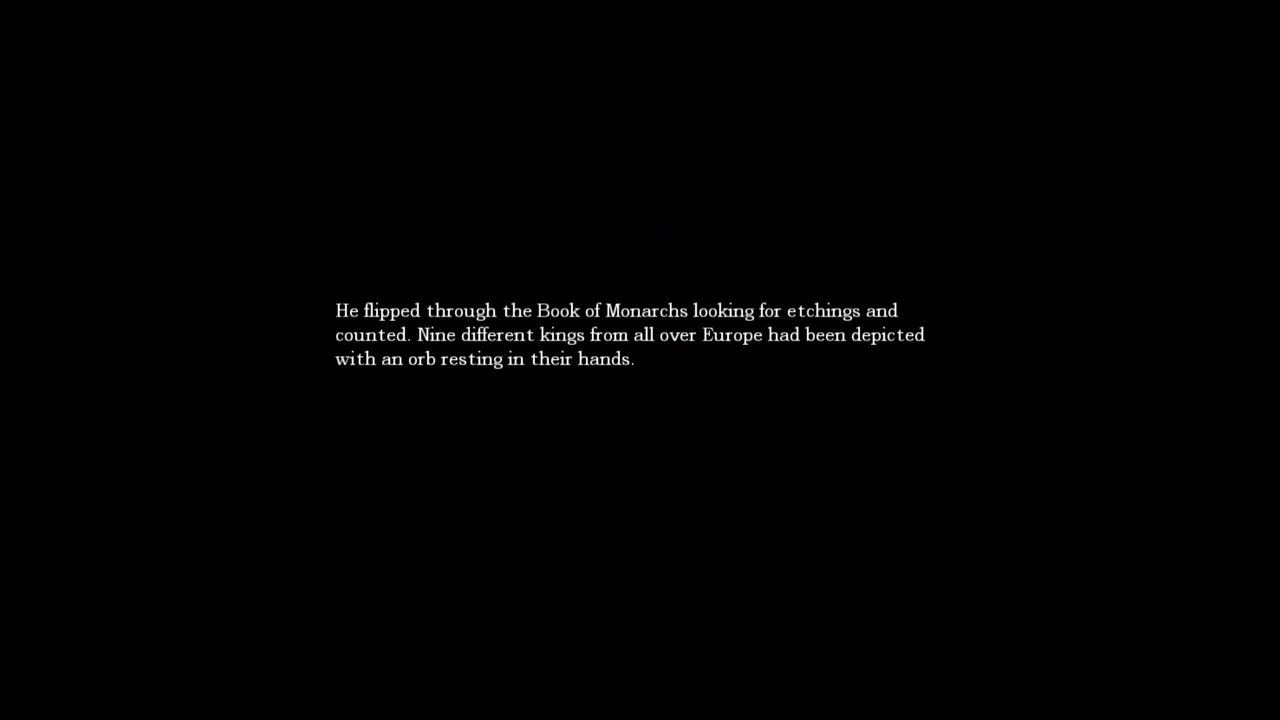 He flipped through the Book of Monarchs looking for etchings and
counted. Nine different kings from all over Europe had been depicted
with an orb resting in their hands.